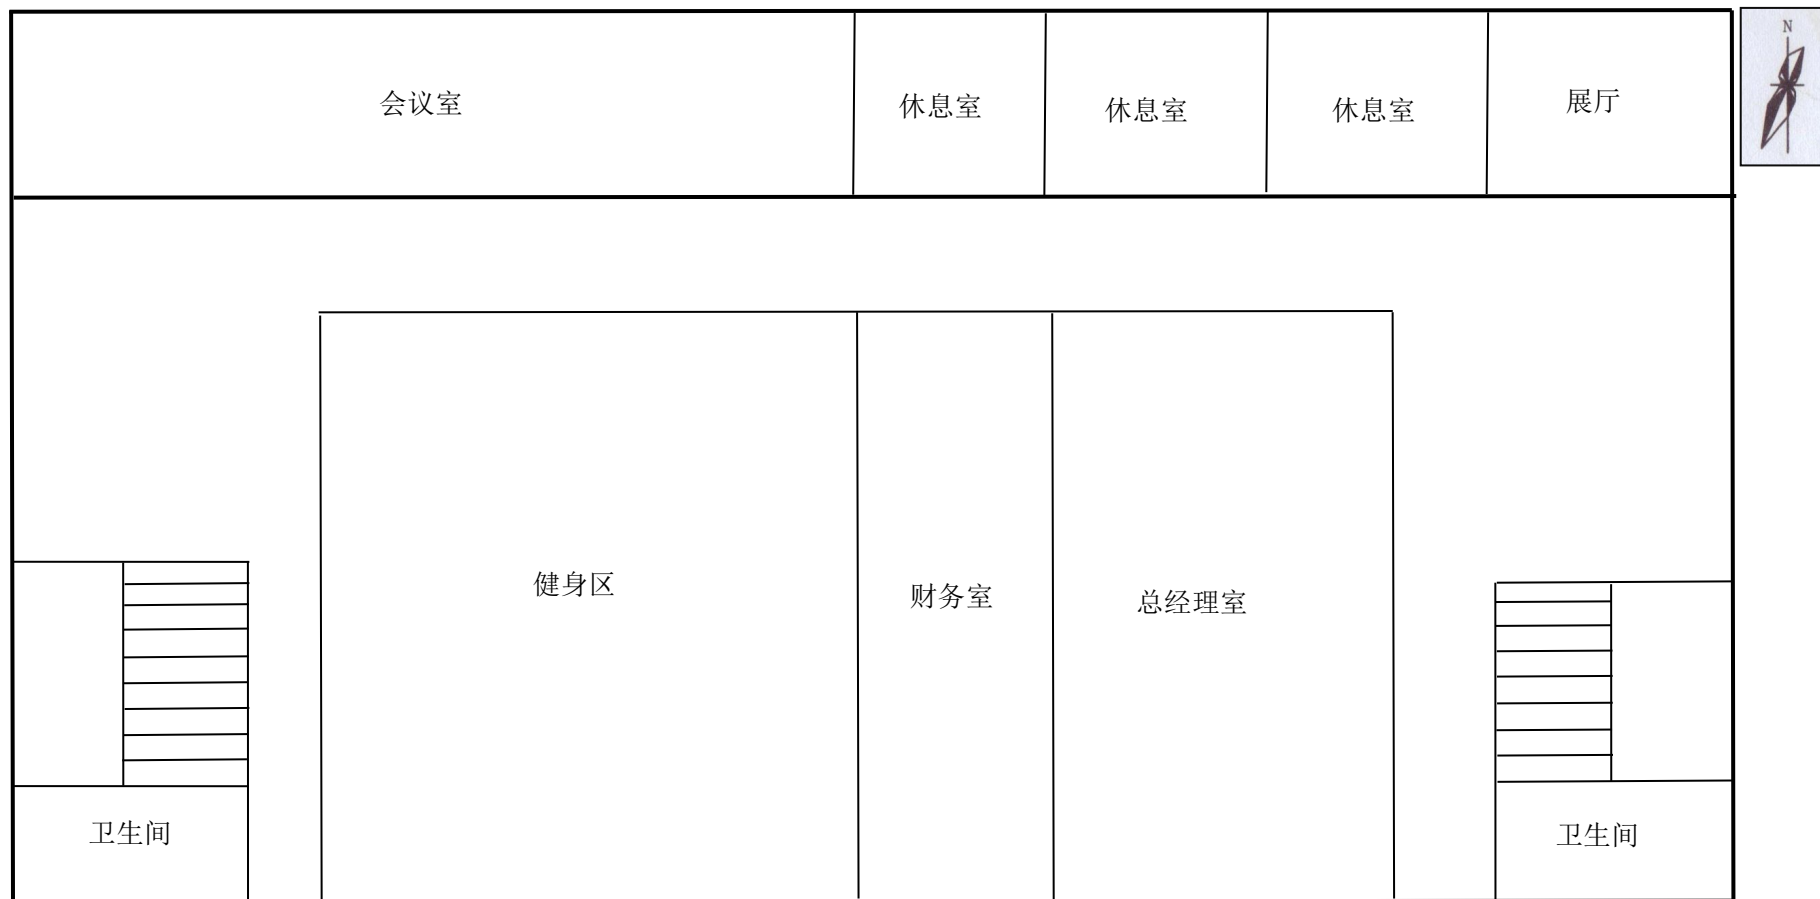 N
会议室
休息室
休息室
休息室
展厅
健身区
财务室
总经理室
卫生间
卫生间